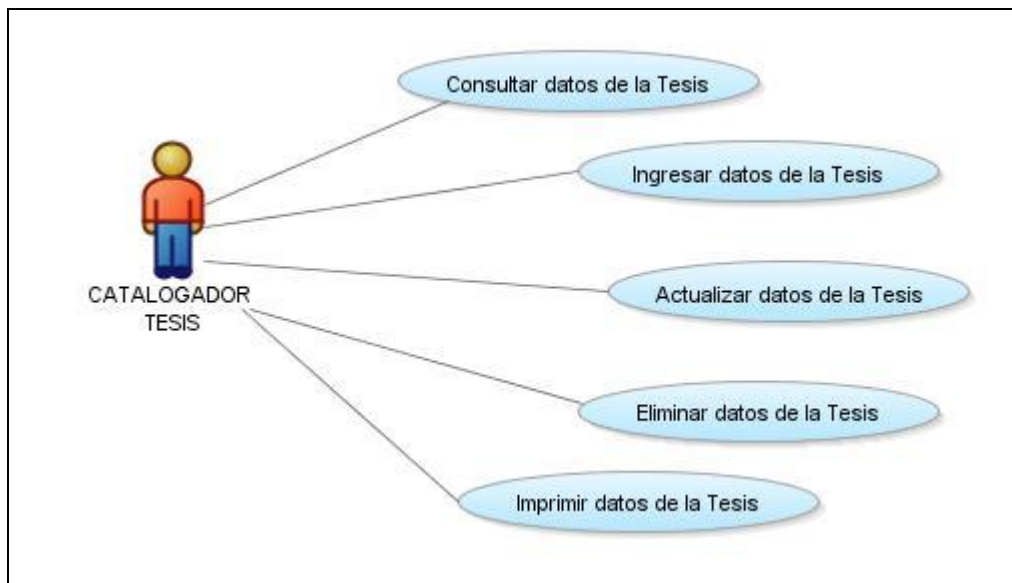 Consultar datos de la Tesis
Ingresar datos de la Tesis
Actualizar datos de la Tesis
CATALOGADOR
TESIS
Eliminar datos de la Tesis
Imprimir datos de la Tesis